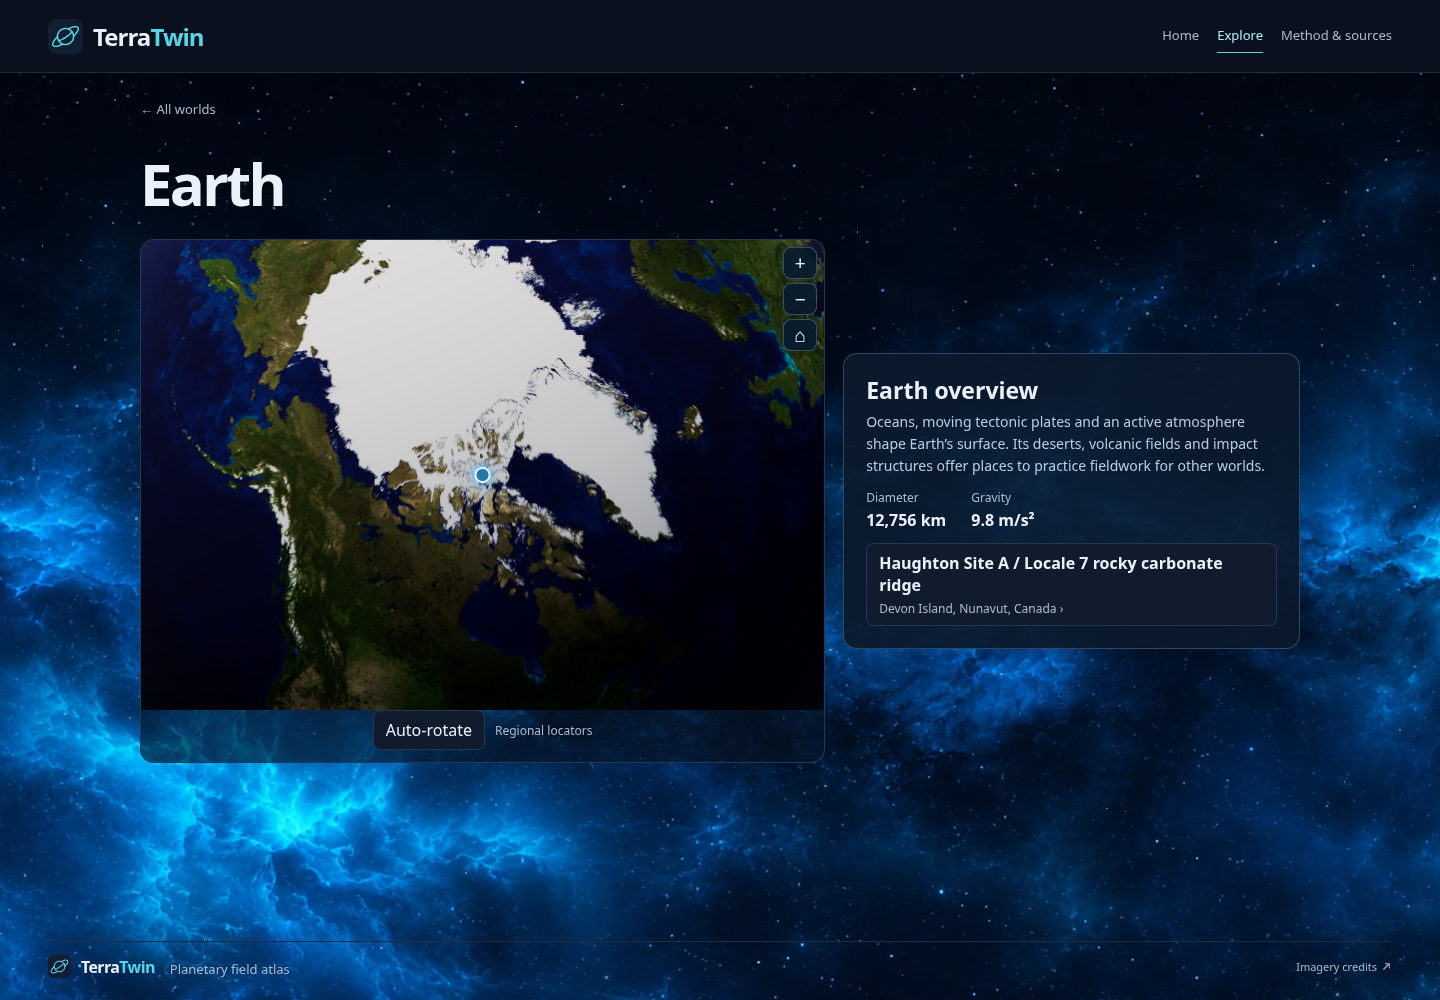 TerraTwin
Home Explore Method & sources
← All worlds
Earth
+
−
⌂
Earth overview
Oceans, moving tectonic plates and an active atmosphere
shape Earth’s surface. Its deserts, volcanic fields and impact
structures offer places to practice fieldwork for other worlds.
Diameter Gravity
12,756 km 9.8 m/s²
Haughton Site A / Locale 7 rocky carbonate
ridge
Devon Island, Nunavut, Canada ›
Auto-rotate Regional locators
TerraTwin Planetary field atlas
Imagery credits ↗